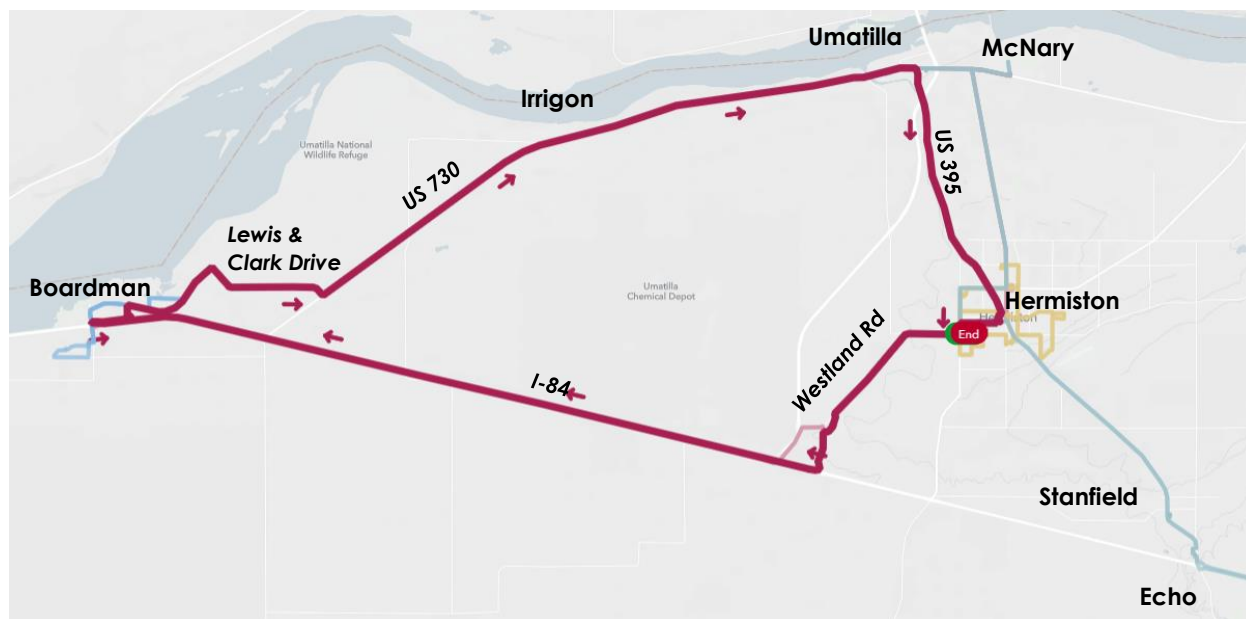 Umatilla
McNary
Irrigon
Umatilla National
Wildlife Refuge
US 730
US 395
Lewis &
Clark Drive
Boardman
Umatilla
Chemical Depot
Hermiston
End
Westland Rd
I-84
Stanfield
Echo